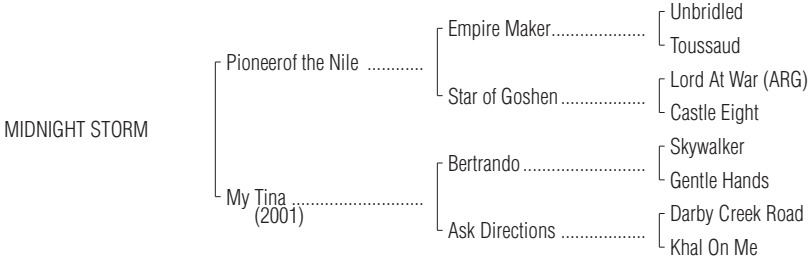 Unbridled
Empire Maker.....................
Toussaud
Pioneerof the Nile ............
Lord At War (ARG)
Star of Goshen ..................
Castle Eight
MIDNIGHT STORM
Skywalker
Bertrando ...........................
Gentle Hands
My Tina .............................
(2001)
Darby Creek Road
Ask Directions ...................
Khal On Me